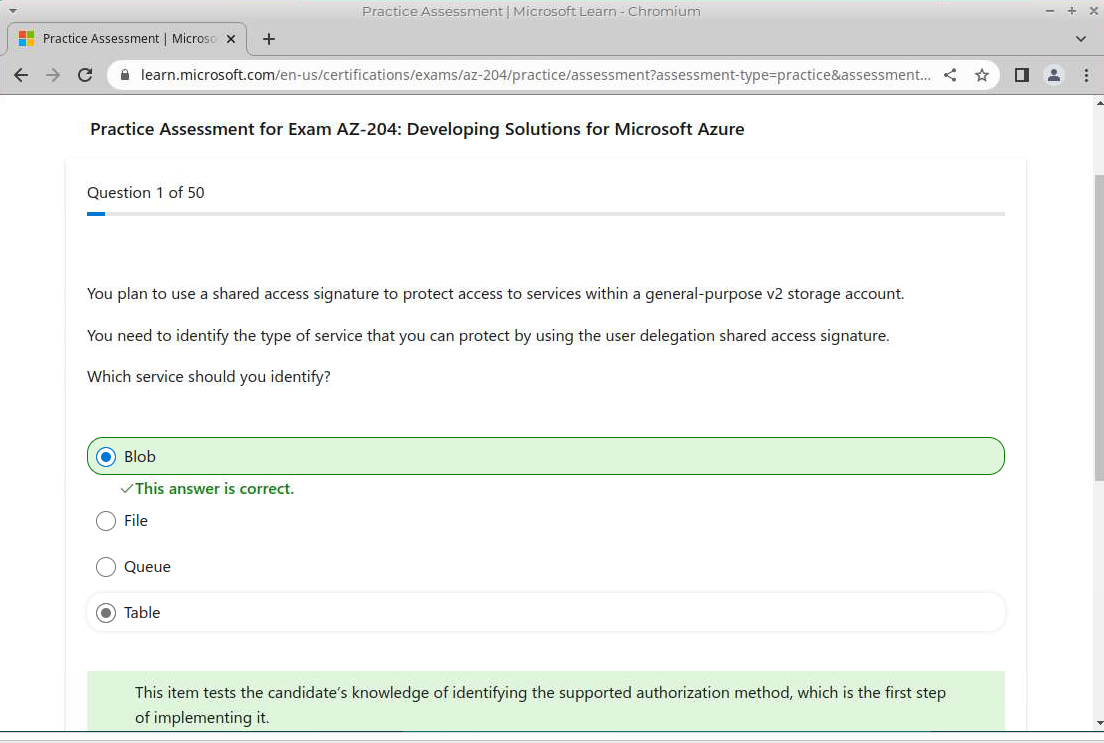 Practice Assessment | Microsoft Learn - Chromium
Practice Assessment | Microso
learn.microsoft.com/en-us/certifications/exams/az-204/practice/assessment?assessment-type=practice&assessment...
Practice Assessment for Exam AZ-204: Developing Solutions for Microsoft Azure
Question 1 of 50
You plan to use a shared access signature to protect access to services within a general-purpose v2 storage account.
You need to identify the type of service that you can protect by using the user delegation shared access signature.
Which service should you identify?
Blob
This answer is correct.
File
Queue
Table
This item tests the candidate’s knowledge of identifying the supported authorization method, which is the first step
of implementing it.